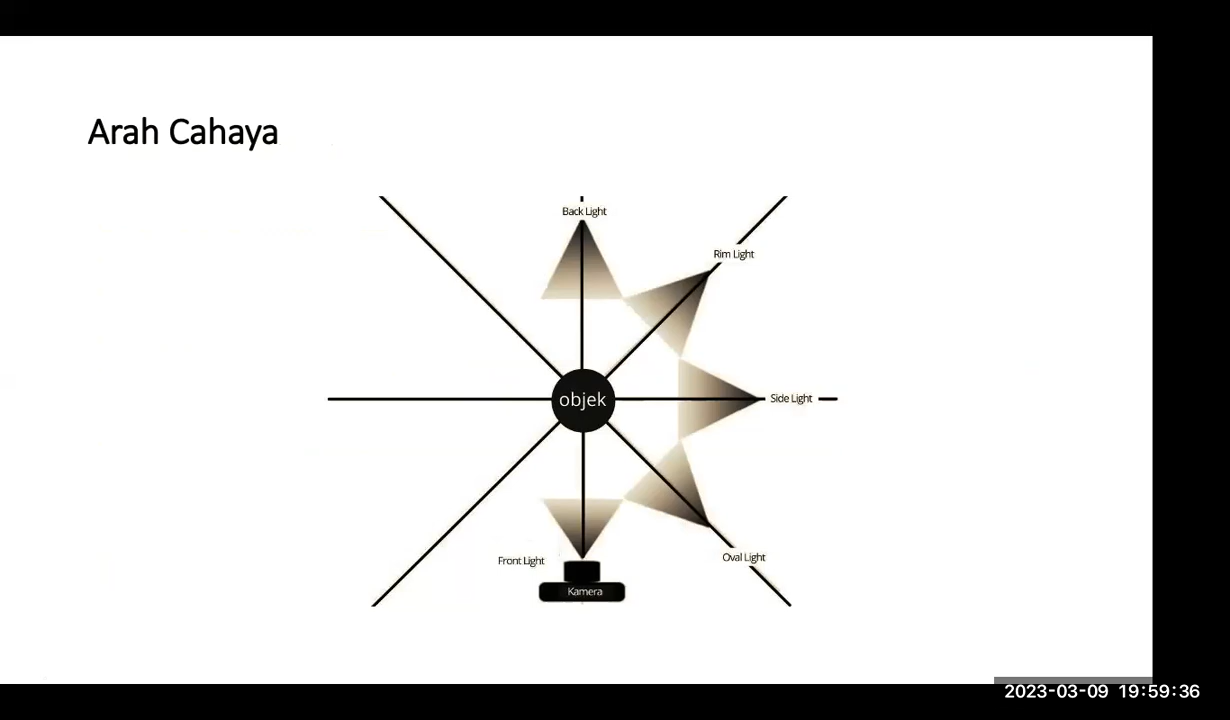 Arah Cahaya
Back Light
Rim Light
objek
Side Light
Oval Light
Front Light
Kamera
2023-03-09 19:59:36